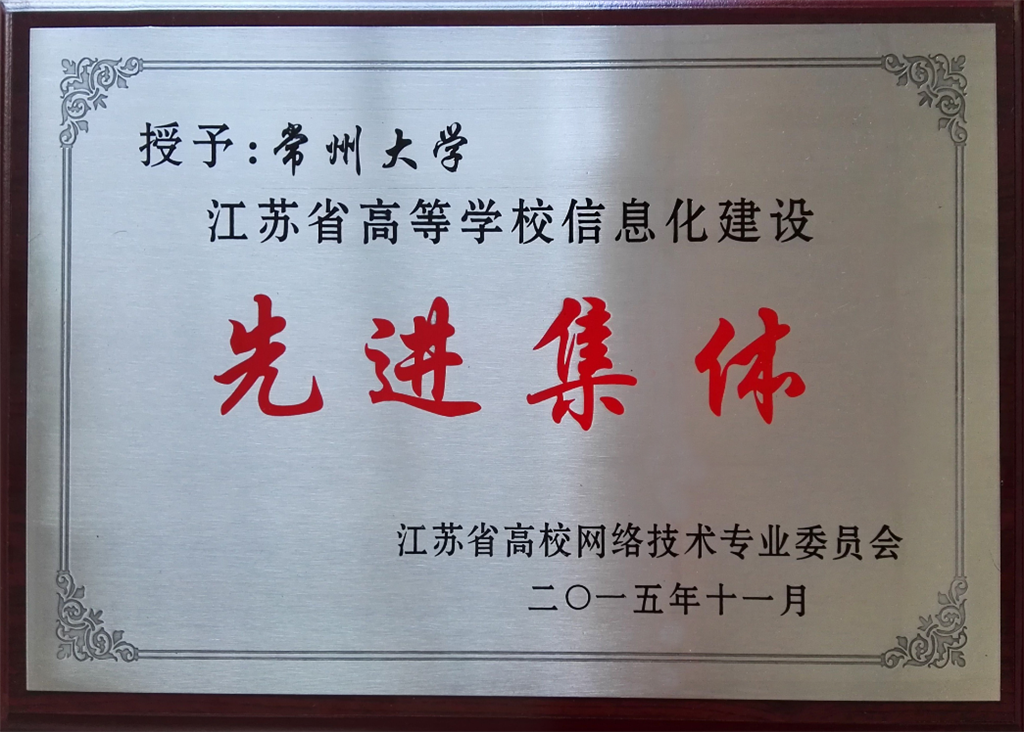 授予:常州大学
江苏省高等学校信息化建设
先进集体
江苏省高校网络技术专业委员会
二〇一五年十一月